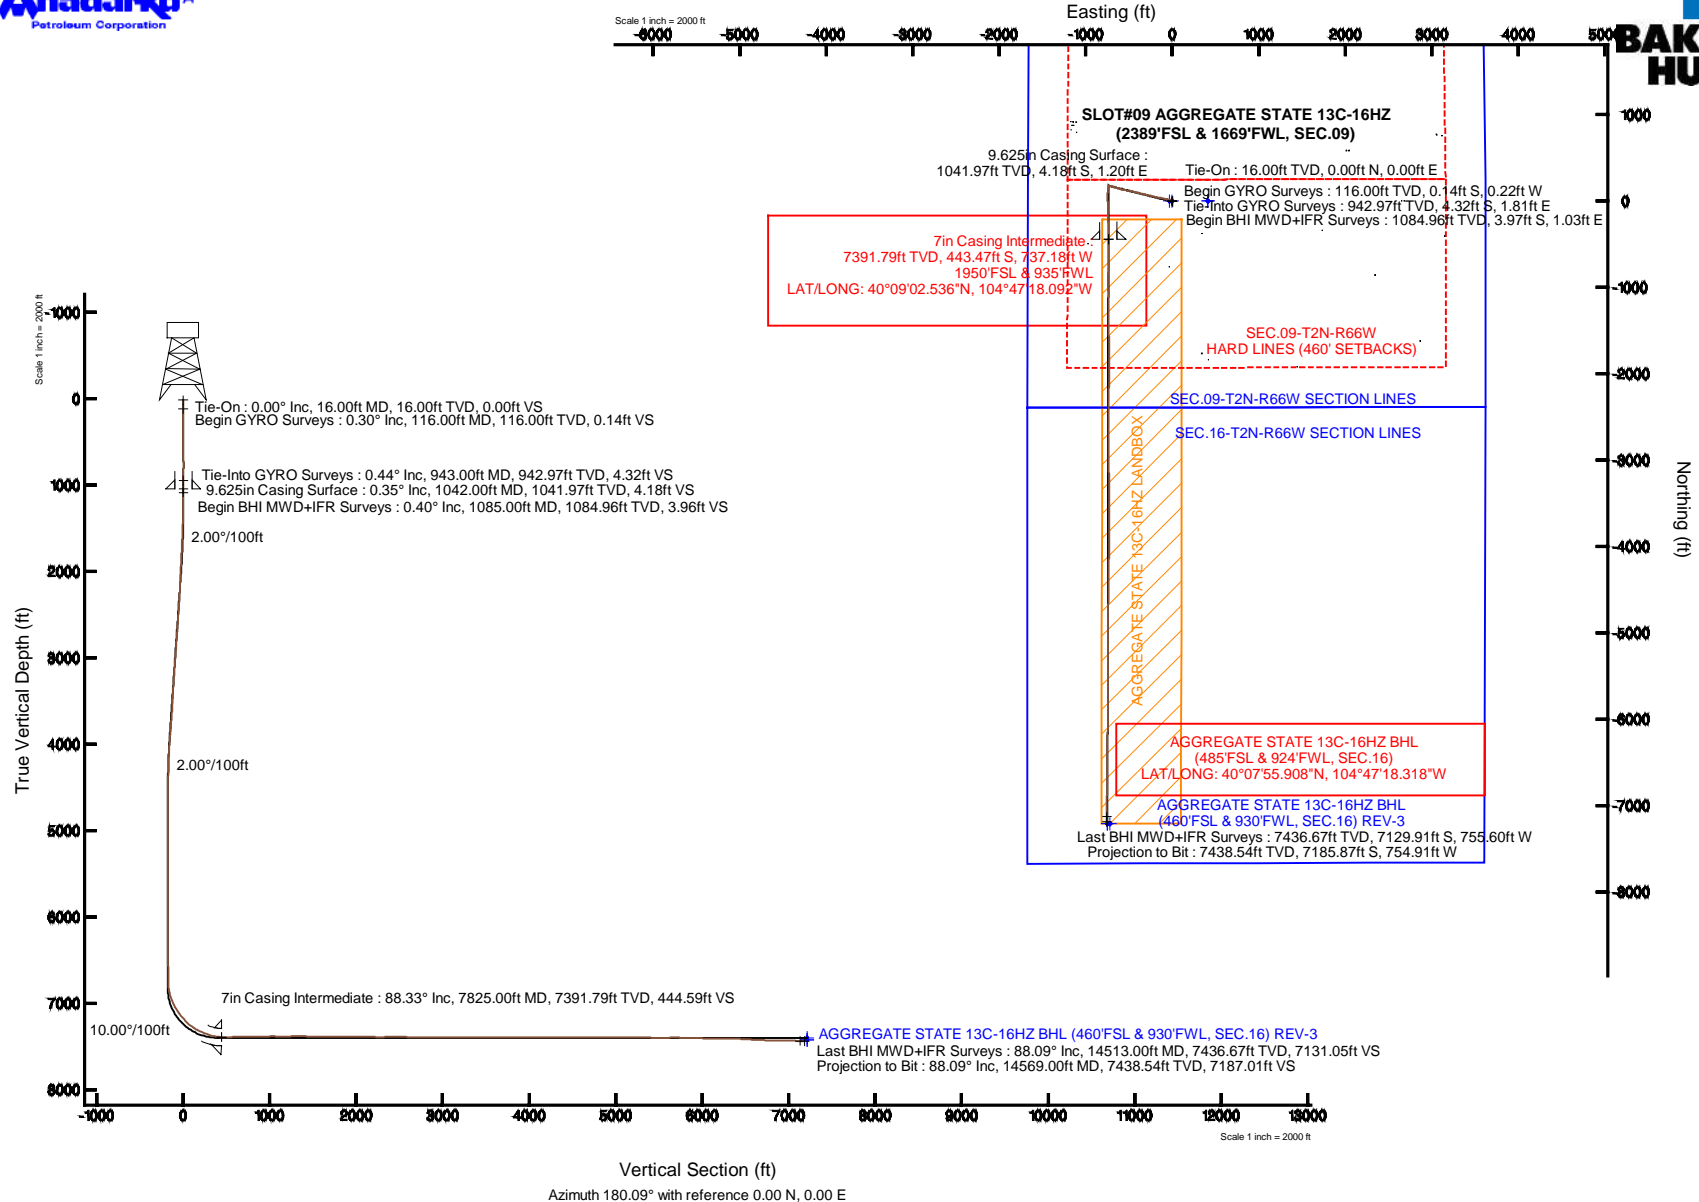 Anadarko
Petroleum Corporation
Scale 1 inch = 2000 ft
Easting (ft)
-6000 -5000 -4000 -3000 -2000 -1000 0 1000 2000 3000 4000 5000
BAK
HU
SLOT#09 AGGREGATE STATE 13C-16HZ
(2389'FSL & 1669'FWL, SEC.09)
9.625in Casing Surface :
1041.97ft TVD, 4.18ft S, 1.20ft E
Tie-On : 16.00ft TVD, 0.00ft N, 0.00ft E
Begin GYRO Surveys : 116.00ft TVD, 0.14ft S, 0.22ft W
Tie-Into GYRO Surveys : 942.97ft TVD, 4.32ft S, 1.81ft E
Begin BHI MWD+IFR Surveys : 1084.96ft TVD, 3.97ft S, 1.03ft E
7in Casing Intermediate :
7391.79ft TVD, 443.47ft S, 737.18ft W
1950'FSL & 935'FWL
LAT/LONG: 40°09'02.536"N, 104°47'18.092"W
SEC.09-T2N-R66W
HARD LINES (460' SETBACKS)
SEC.09-T2N-R66W SECTION LINES
SEC.16-T2N-R66W SECTION LINES
AGGREGATE STATE 13C-16HZ LANDBOX
AGGREGATE STATE 13C-16HZ BHL
(485'FSL & 924'FWL, SEC.16)
LAT/LONG: 40°07'55.908"N, 104°47'18.318"W
AGGREGATE STATE 13C-16HZ BHL
(460'FSL & 930'FWL, SEC.16) REV-3
Last BHI MWD+IFR Surveys : 7436.67ft TVD, 7129.91ft S, 755.60ft W
Projection to Bit : 7438.54ft TVD, 7185.87ft S, 754.91ft W
1000
0
-1000
-2000
-3000
-4000
-5000
-6000
-7000
-8000
Northing (ft)
Scale 1 inch = 2000 ft
True Vertical Depth (ft)
-1000
0
1000
2000
3000
4000
5000
6000
7000
8000
Tie-On : 0.00° Inc, 16.00ft MD, 16.00ft TVD, 0.00ft VS
Begin GYRO Surveys : 0.30° Inc, 116.00ft MD, 116.00ft TVD, 0.14ft VS
Tie-Into GYRO Surveys : 0.44° Inc, 943.00ft MD, 942.97ft TVD, 4.32ft VS
9.625in Casing Surface : 0.35° Inc, 1042.00ft MD, 1041.97ft TVD, 4.18ft VS
Begin BHI MWD+IFR Surveys : 0.40° Inc, 1085.00ft MD, 1084.96ft TVD, 3.96ft VS
2.00°/100ft
2.00°/100ft
7in Casing Intermediate : 88.33° Inc, 7825.00ft MD, 7391.79ft TVD, 444.59ft VS
10.00°/100ft
AGGREGATE STATE 13C-16HZ BHL (460'FSL & 930'FWL, SEC.16) REV-3
Last BHI MWD+IFR Surveys : 88.09° Inc, 14513.00ft MD, 7436.67ft TVD, 7131.05ft VS
Projection to Bit : 88.09° Inc, 14569.00ft MD, 7438.54ft TVD, 7187.01ft VS
-1000 0 1000 2000 3000 4000 5000 6000 7000 8000 9000 10000 11000 12000 13000
Scale 1 inch = 2000 ft
Vertical Section (ft)
Azimuth 180.09° with reference 0.00 N, 0.00 E